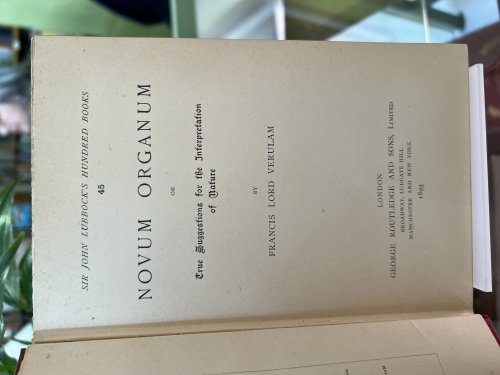 SIR JOHN LUBBOCK'S HUNDRED BOOKS
45
NOVUM ORGANUM
OR
True Suggestions for the Interpretation
of Nature
BY
FRANCIS LORD VERULAM
LONDON
GEORGE ROUTLEDGE AND SONS, LIMITED
BROADWAY, LUDGATE HILL
MANCHESTER AND NEW YORK
1893